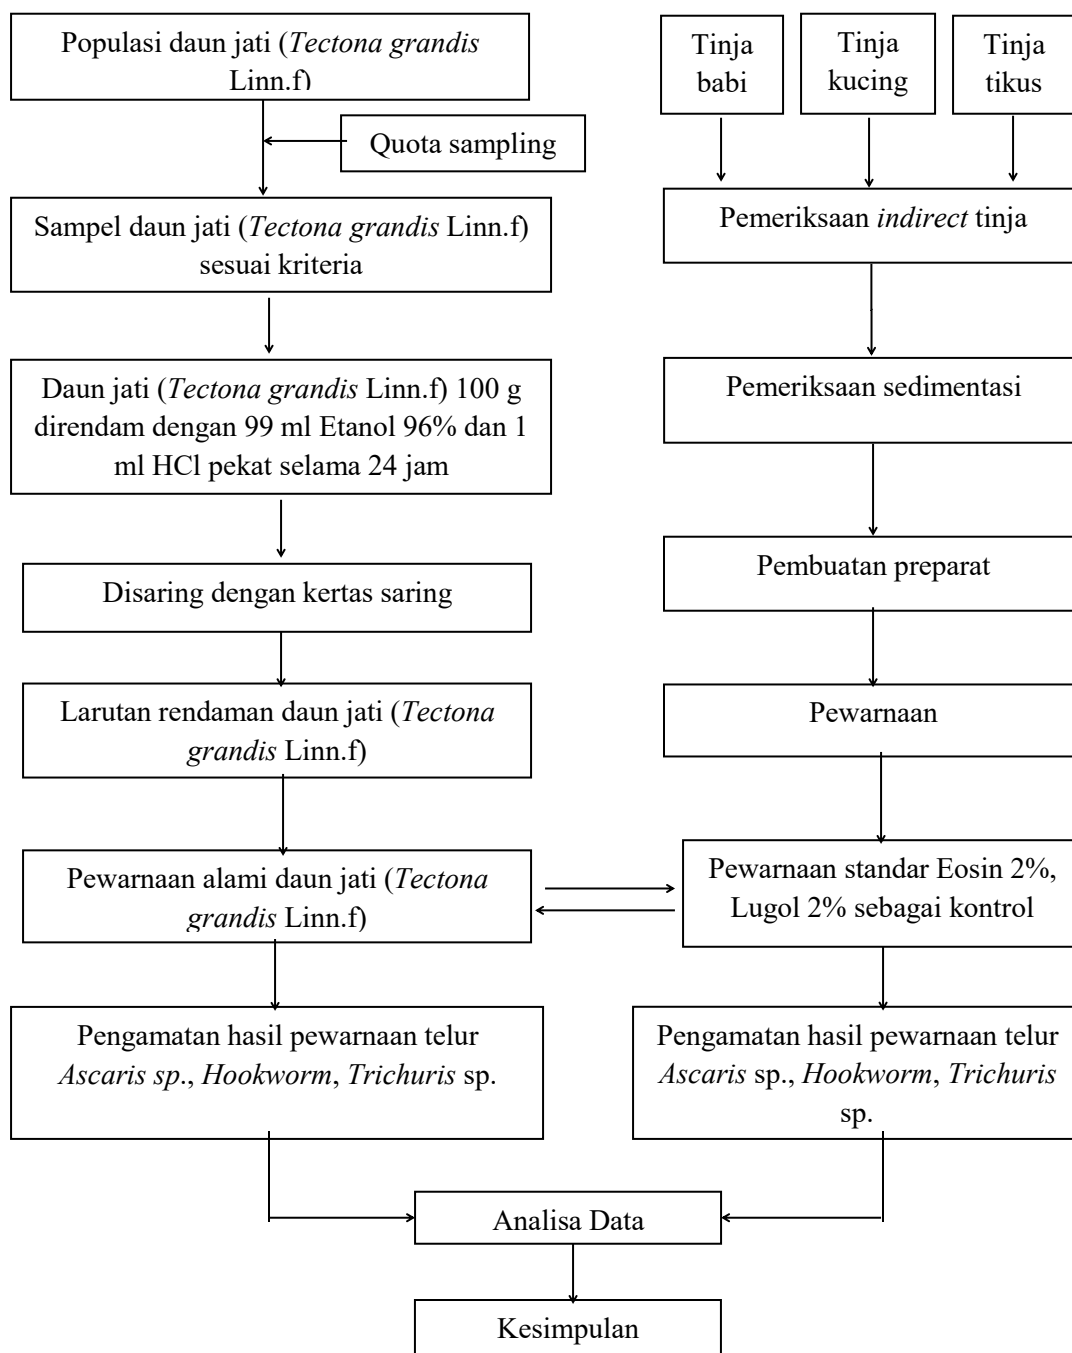 Populasi daun jati (Tectona grandis
Linn.f)
Quota sampling
Sampel daun jati (Tectona grandis Linn.f)
sesuai kriteria
Daun jati (Tectona grandis Linn.f) 100 g
direndam dengan 99 ml Etanol 96% dan 1
ml HCl pekat selama 24 jam
Disaring dengan kertas saring
Larutan rendaman daun jati (Tectona
grandis Linn.f)
Pewarnaan alami daun jati (Tectona
grandis Linn.f)
Pengamatan hasil pewarnaan telur
Ascaris sp., Hookworm, Trichuris sp.
Tinja
babi
Tinja
kucing
Tinja
tikus
Pemeriksaan indirect tinja
Pemeriksaan sedimentasi
Pembuatan preparat
Pewarnaan
Pewarnaan standar Eosin 2%,
Lugol 2% sebagai kontrol
Pengamatan hasil pewarnaan telur
Ascaris sp., Hookworm, Trichuris
sp.
Analisa Data
Kesimpulan